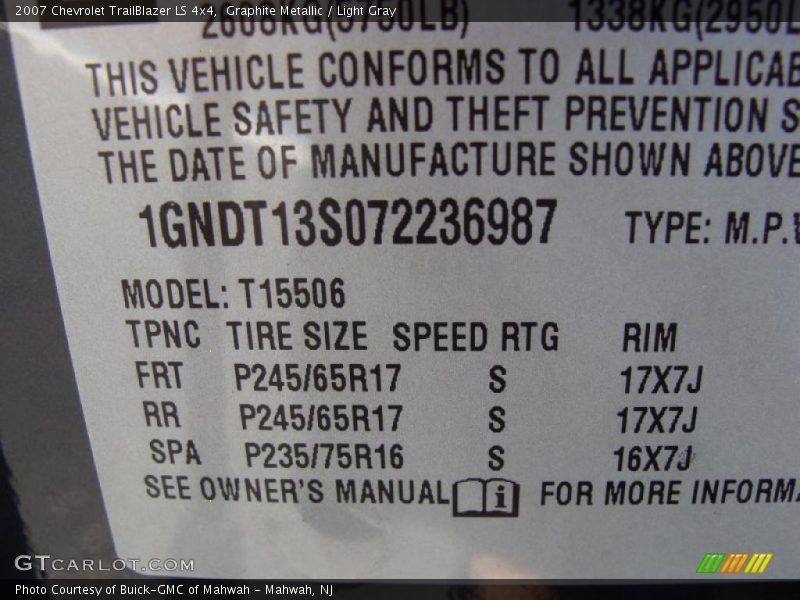 2007 Chevrolet TrailBlazer LS 4x4, Graphite Metallic / Light Gray
THIS VEHICLE CONFORMS TO ALL APPLICAB
VEHICLE SAFETY AND THEFT PREVENTION S
THE DATE OF MANUFACTURE SHOWN ABOVE
1GNDT13S072236987 TYPE: M.P.V
MODEL: T15506
TPNC TIRE SIZE SPEED RTG RIM
FRT P245/65R17 S 17X7J
RR P245/65R17 S 17X7J
SPA P235/75R16 S 16X7J
SEE OWNER'S MANUAL FOR MORE INFORMA
GTCARLOT.COM
Photo Courtesy of Buick-GMC of Mahwah - Mahwah, NJ